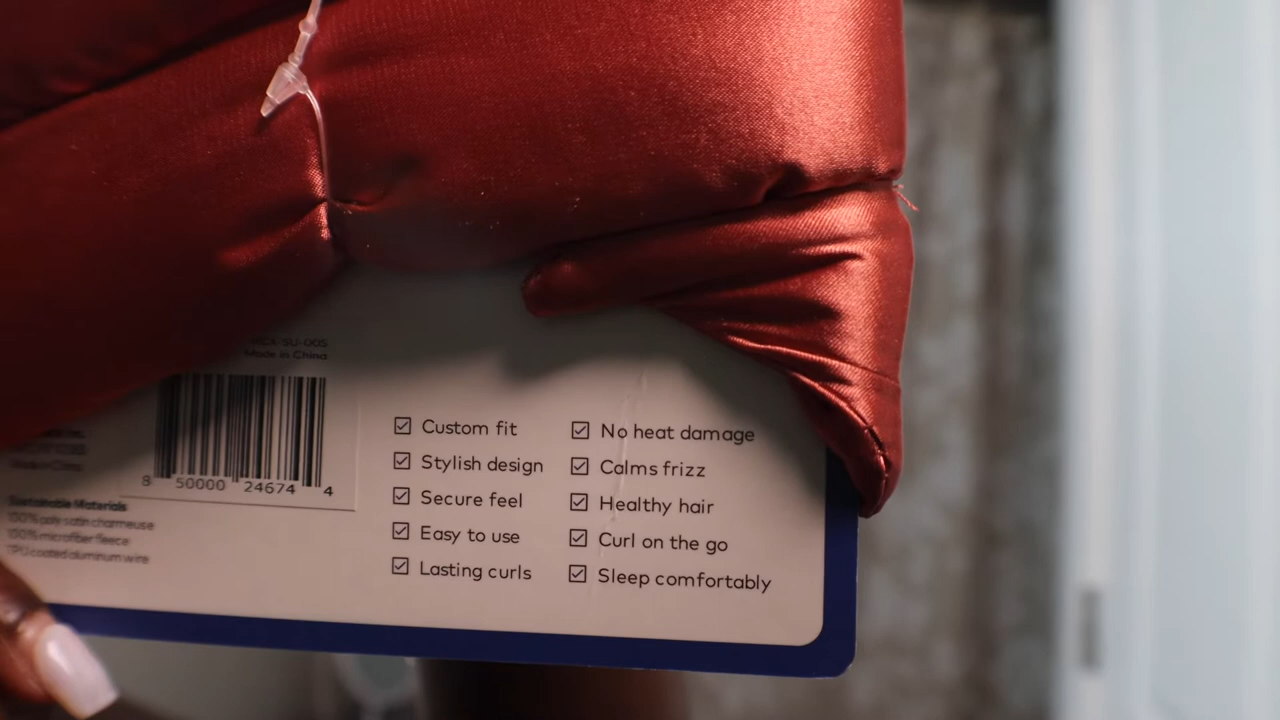 Made in China
8 50000 24674 4
Sustainable Materials
100% poly satin charmeuse
100% microfiber fleece
TPU coated aluminum wire
Custom fit
Stylish design
Secure feel
Easy to use
Lasting curls
No heat damage
Calms frizz
Healthy hair
Curl on the go
Sleep comfortably